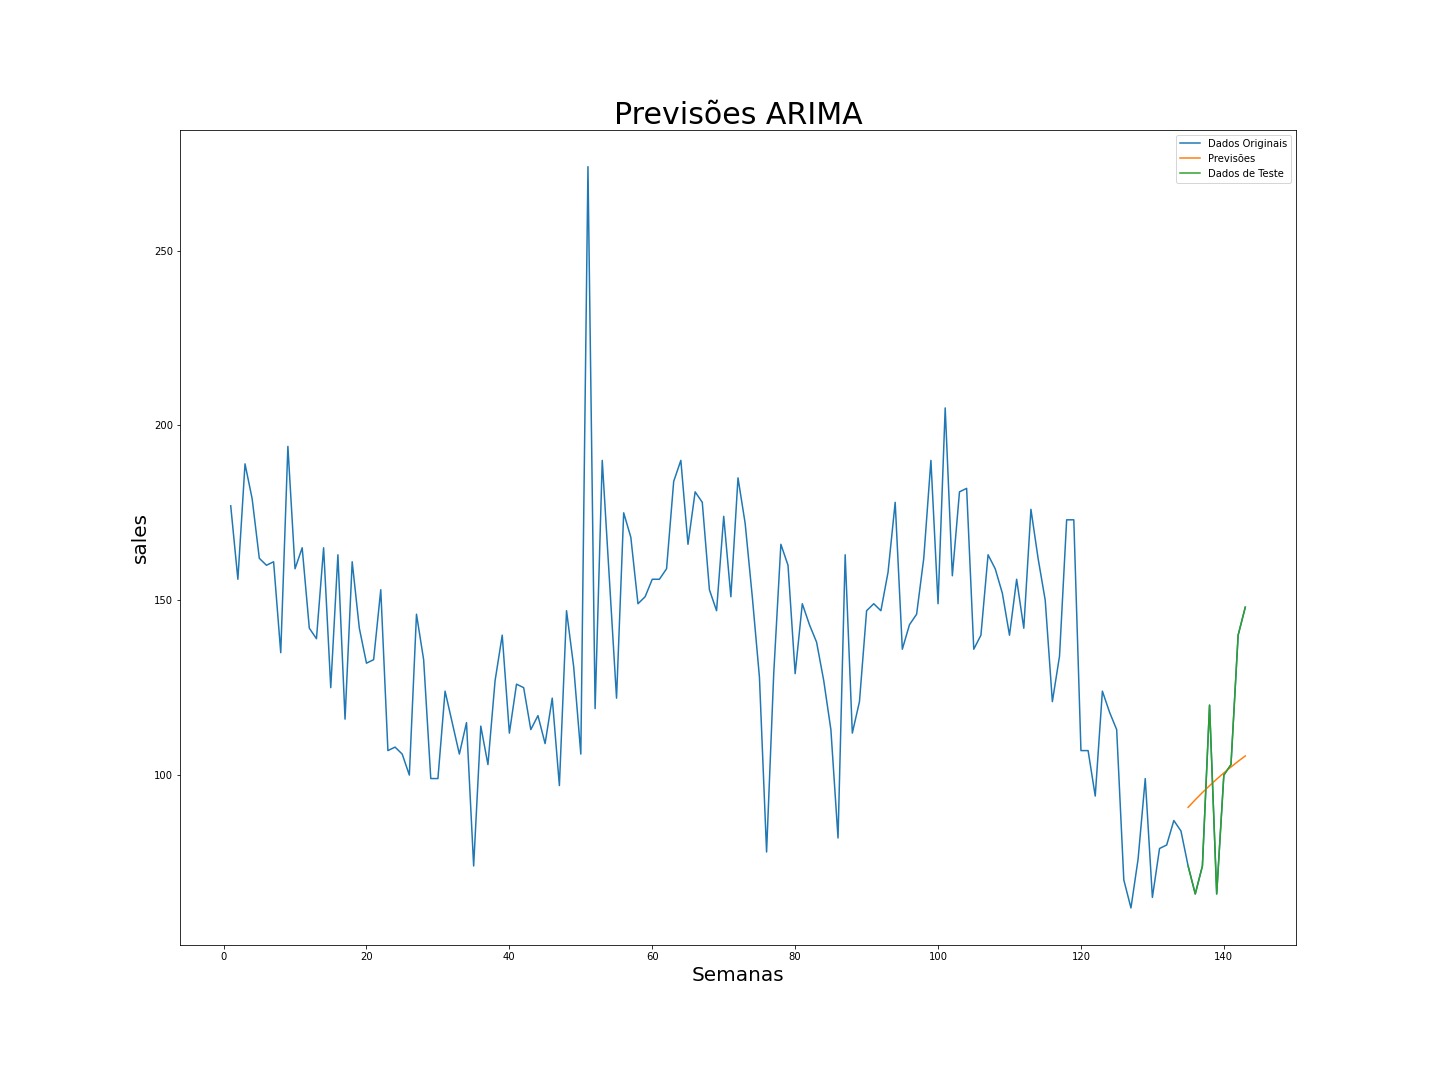 Previsões ARIMA
Dados Originais
Previsões
Dados de Teste
250
200
150
100
sales
0 20 40 60 80 100 120 140
Semanas